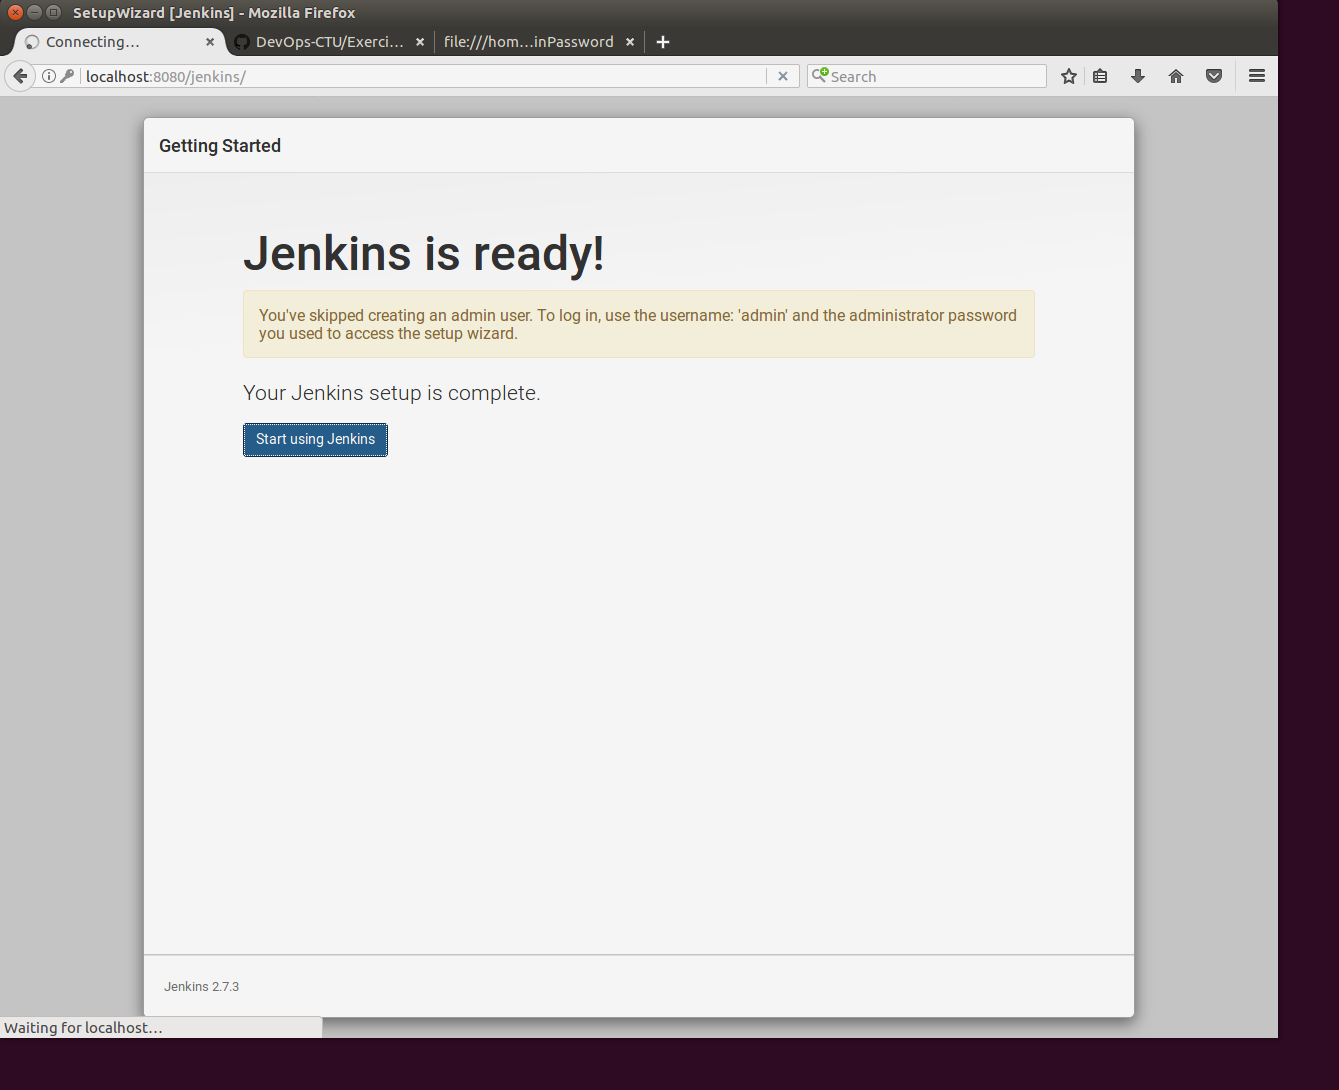 SetupWizard [Jenkins] - Mozilla Firefox
Connecting...
DevOps-CTU/Exerci...
file:///hom...inPassword
localhost:8080/jenkins/
Search
Getting Started
Jenkins is ready!
You've skipped creating an admin user. To log in, use the username: 'admin' and the administrator password
you used to access the setup wizard.
Your Jenkins setup is complete.
Start using Jenkins
Jenkins 2.7.3
Waiting for localhost...